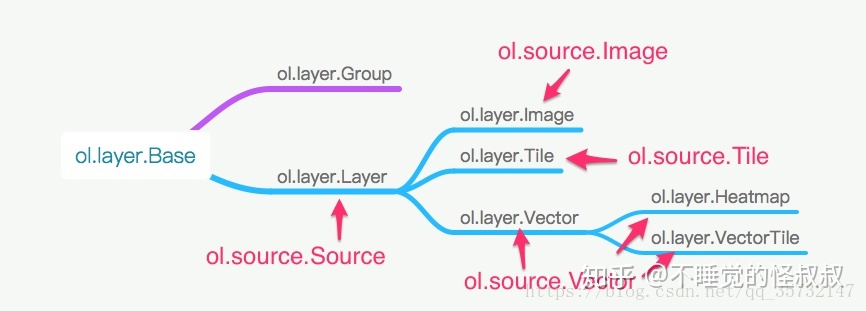 ol.source.Image
ol.layer.Group
ol.layer.Image
ol.layer.Base
ol.layer.Tile
ol.source.Tile
ol.layer.Layer
ol.layer.Heatmap
ol.layer.Vector
ol.layer.VectorTile
ol.source.Source
ol.source.Vector
知乎 @不睡觉的怪叔叔
https://blog.csdn.net/qq_35732147